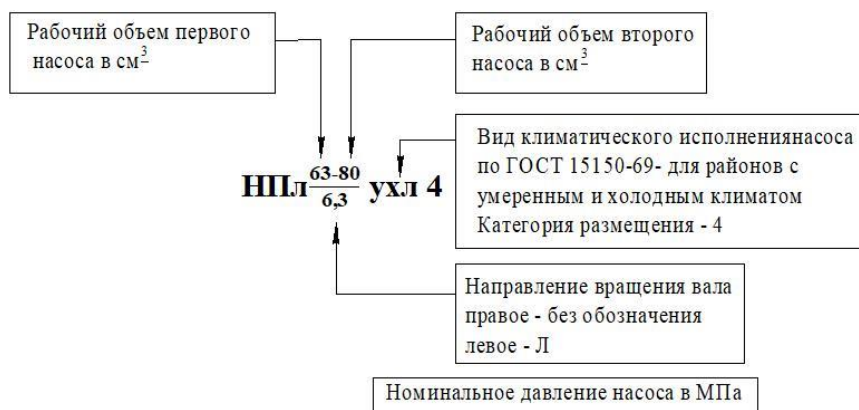 Рабочий объем первого
насоса в см3
Рабочий объем второго
насоса в см3
НПл 63-80/6,3 ухл 4
Вид климатического исполнениянасоса
по ГОСТ 15150-69- для районов с
умеренным и холодным климатом
Категория размещения - 4
Направление вращения вала
правое - без обозначения
левое - Л
Номинальное давление насоса в МПа